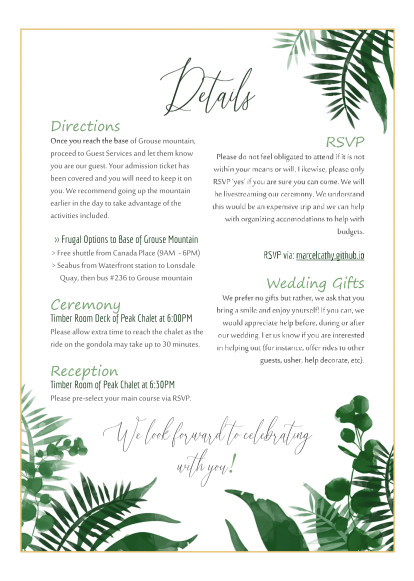 Details
Directions
Once you reach the base of Grouse mountain,
proceed to Guest Services and let them know
you are our guest. Your admission ticket has
been covered and you will need to keep it on
you. We recommend going up the mountain
earlier in the day to take advantage of the
activities included.
» Frugal Options to Base of Grouse Mountain
> Free shuttle from Canada Place (9AM - 6PM)
> Seabus from Waterfront station to Lonsdale
Quay, then bus #236 to Grouse mountain
Ceremony
Timber Room Deck of Peak Chalet at 6:00PM
Please allow extra time to reach the chalet as the
ride on the gondola may take up to 30 minutes.
Reception
Timber Room of Peak Chalet at 6:30PM
Please pre-select your main course via RSVP.
RSVP
Please do not feel obligated to attend if it is not
within your means or will. Likewise, please only
RSVP 'yes' if you are sure you can come. We will
be livestreaming our ceremony. We understand
this would be an expensive trip and we can help
with organizing accomodations to help with
budgets.
RSVP via: marcelcathy.github.io
Wedding Gifts
We prefer no gifts but rather, we ask that you
bring a smile and enjoy yourself! If you can, we
would appreciate help before, during or after
our wedding. Let us know if you are interested
in helping out (for instance, offer rides to other
guests, usher, help decorate, etc).
We look forward to celebrating
with you!